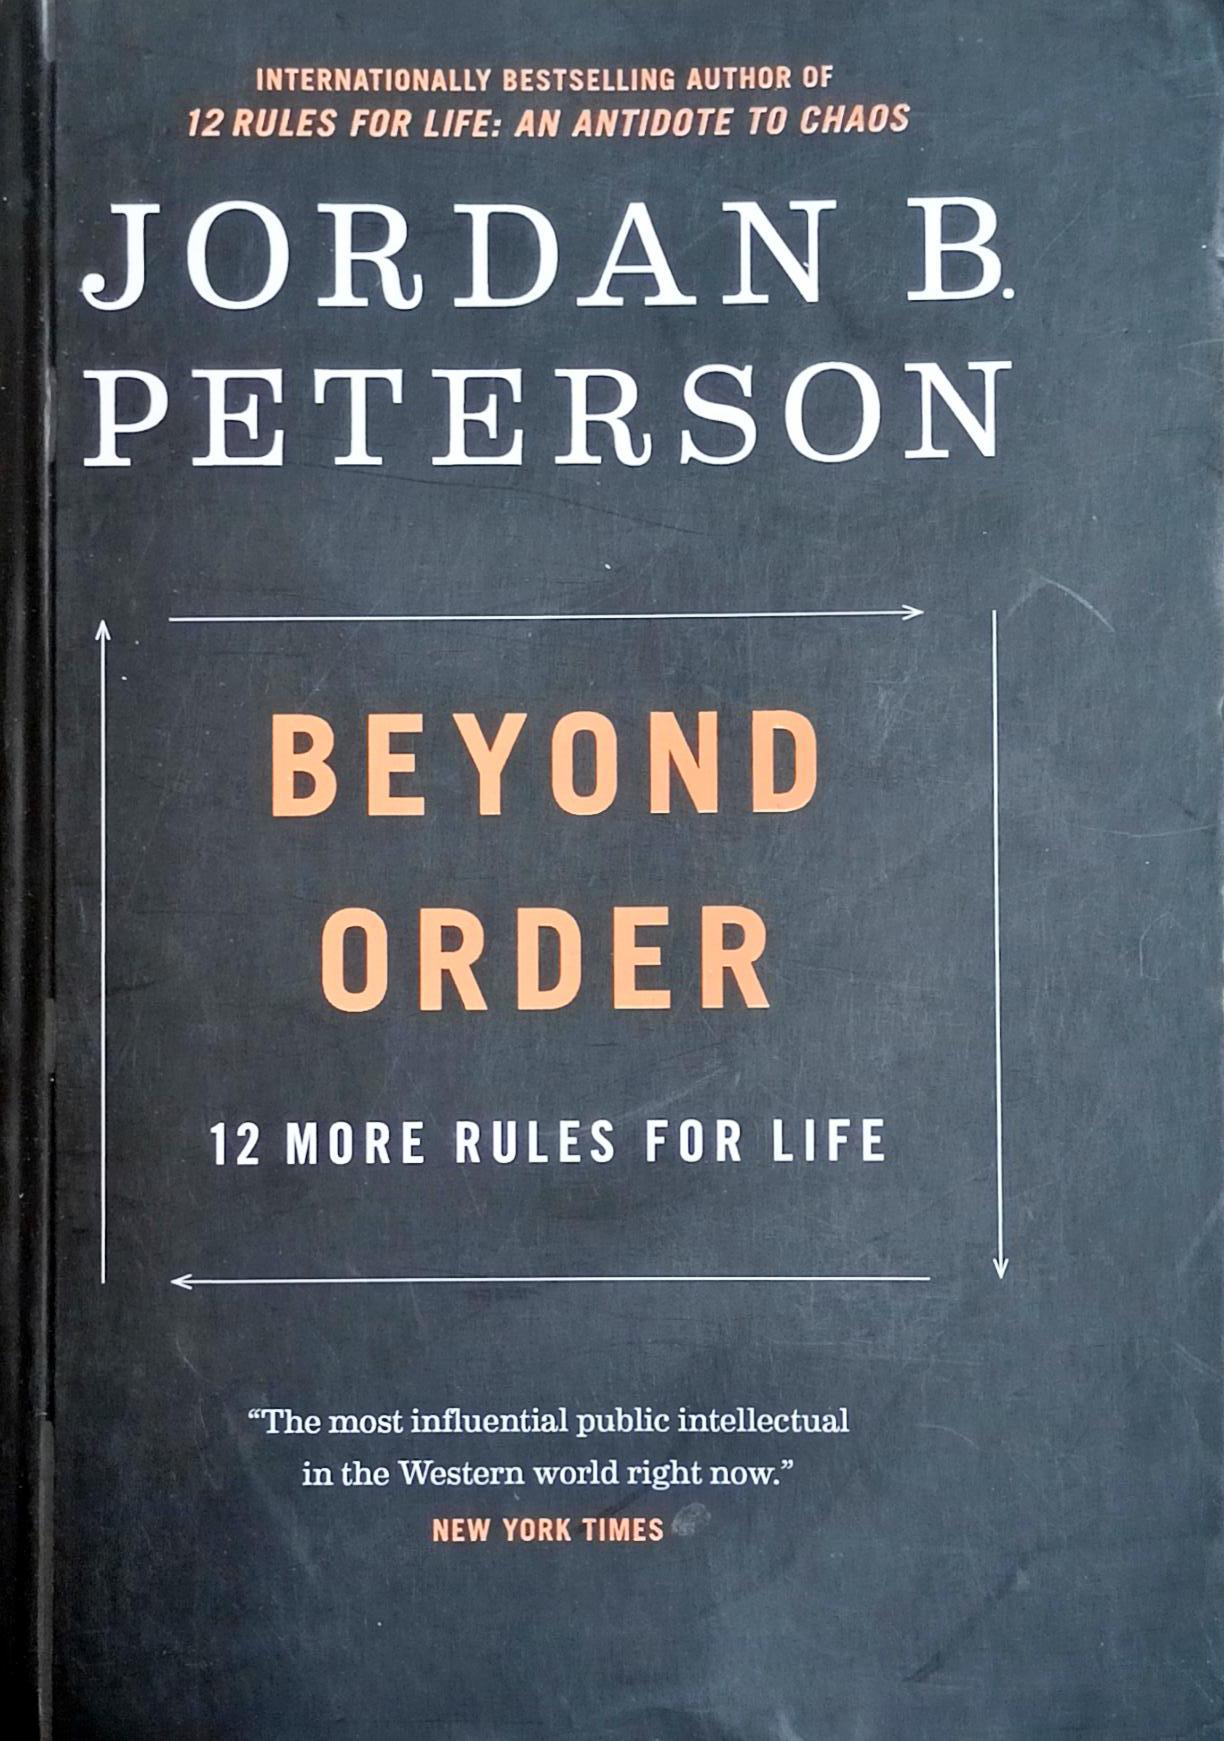 INTERNATIONALLY BESTSELLING AUTHOR OF
12 RULES FOR LIFE: AN ANTIDOTE TO CHAOS
JORDAN B.
PETERSON
BEYOND
ORDER
12 MORE RULES FOR LIFE
“The most influential public intellectual
in the Western world right now.”
NEW YORK TIMES